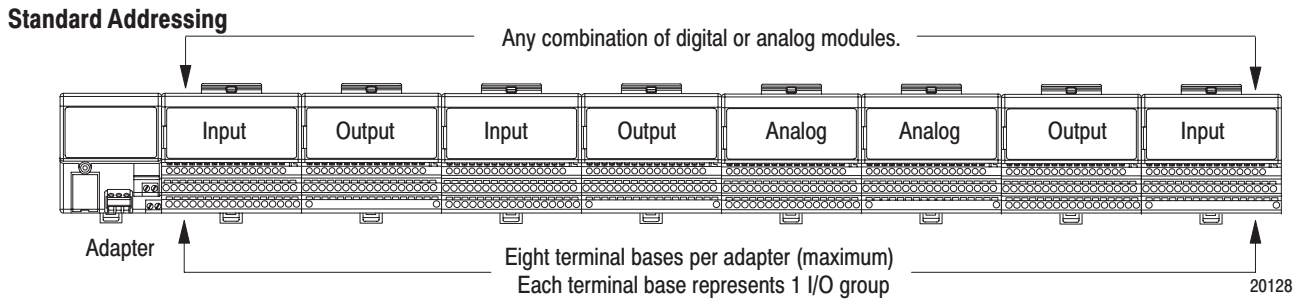 Standard Addressing
Any combination of digital or analog modules.
Input Output Input Output Analog Analog Output Input
Adapter
Eight terminal bases per adapter (maximum)
Each terminal base represents 1 I/O group
20128